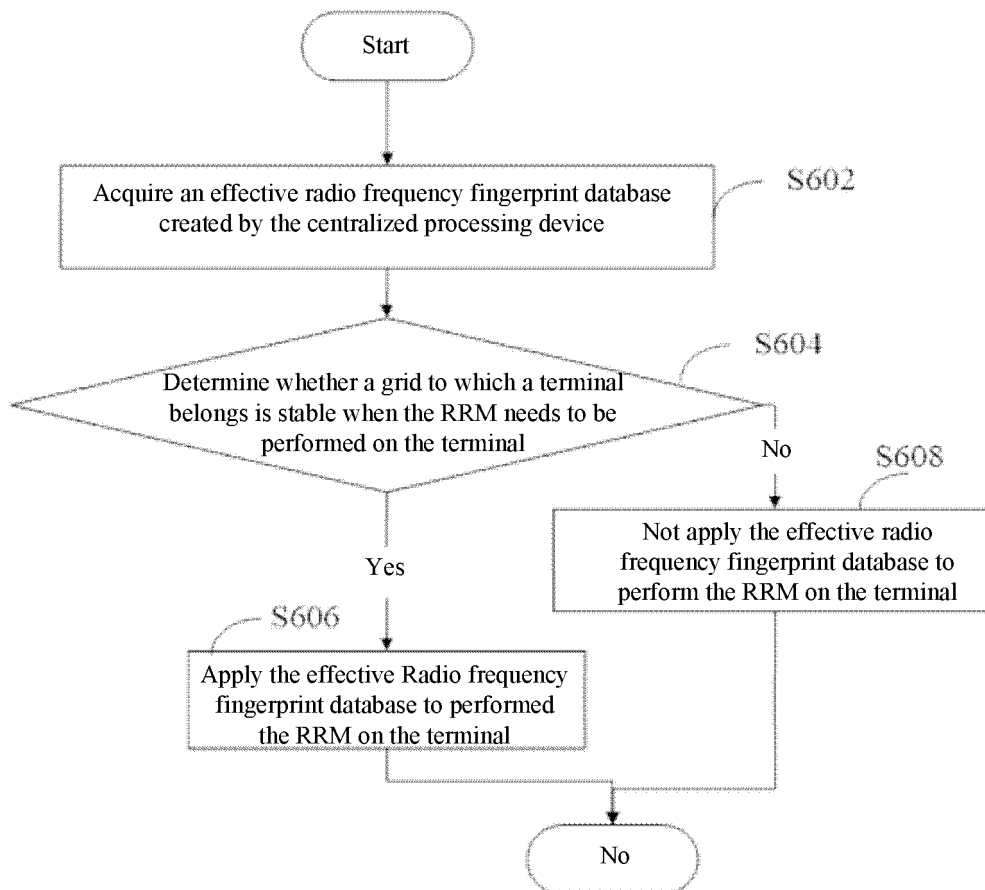 Start
Acquire an effective radio frequency fingerprint database
created by the centralized processing device
S602
Determine whether a grid to which a terminal
belongs is stable when the RRM needs to be
performed on the terminal
S604
No
S608
Not apply the effective radio
frequency fingerprint database to
perform the RRM on the terminal
Yes
S606
Apply the effective Radio frequency
fingerprint database to performed
the RRM on the terminal
No